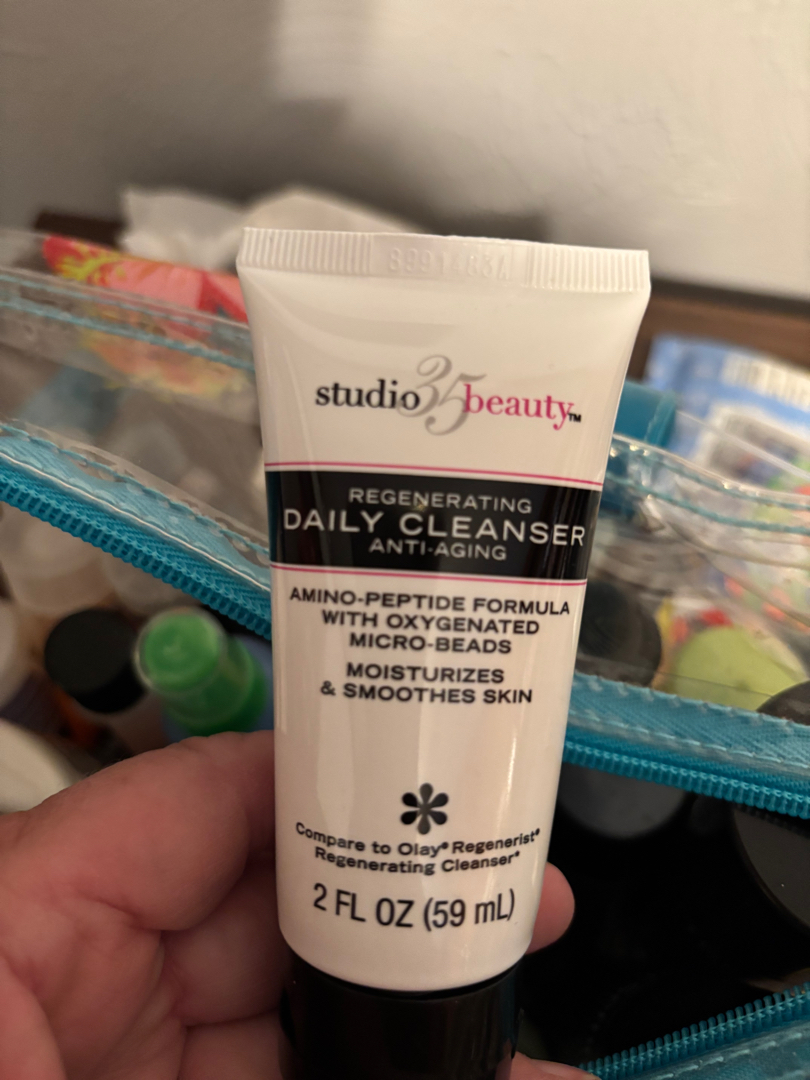 studio 35 beauty™
REGENERATING
DAILY CLEANSER
ANTI-AGING
AMINO-PEPTIDE FORMULA
WITH OXYGENATED
MICRO-BEADS
MOISTURIZES
& SMOOTHES SKIN
Compare to Olay® Regenerist®
Regenerating Cleanser*
2 FL OZ (59 mL)